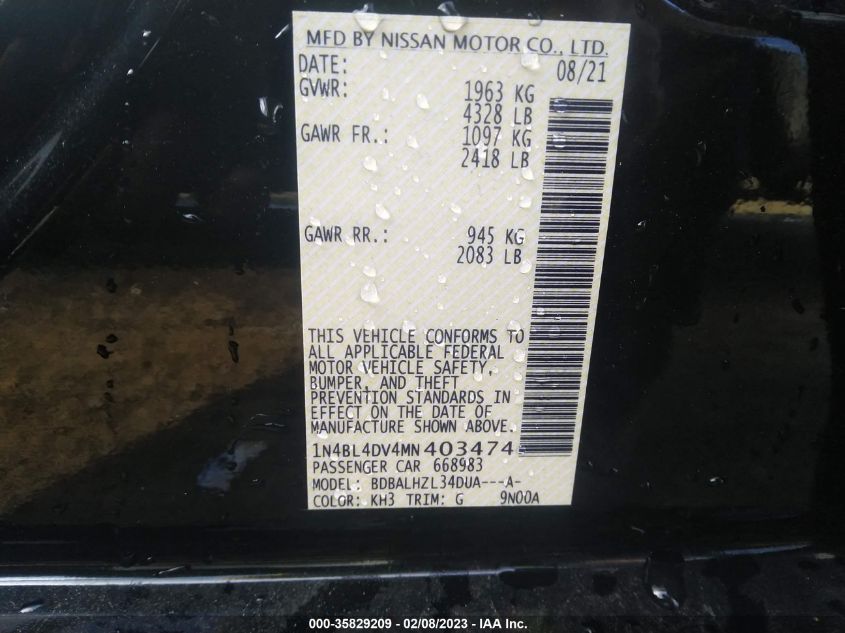 MFD BY NISSAN MOTOR CO., LTD.
DATE: 08/21
GVWR: 1963 KG
4328 LB
GAWR FR.: 1097 KG
2418 LB
GAWR RR.: 945 KG
2083 LB
THIS VEHICLE CONFORMS TO
ALL APPLICABLE FEDERAL
MOTOR VEHICLE SAFETY,
BUMPER, AND THEFT
PREVENTION STANDARDS IN
EFFECT ON THE DATE OF
MANUFACTURE SHOWN ABOVE.
1N4BL4DV4MN403474
PASSENGER CAR 668983
MODEL: BDBALHZL34DUA---A-
COLOR: KH3 TRIM: G 9N00A
000-35829209 - 02/08/2023 - IAA Inc.